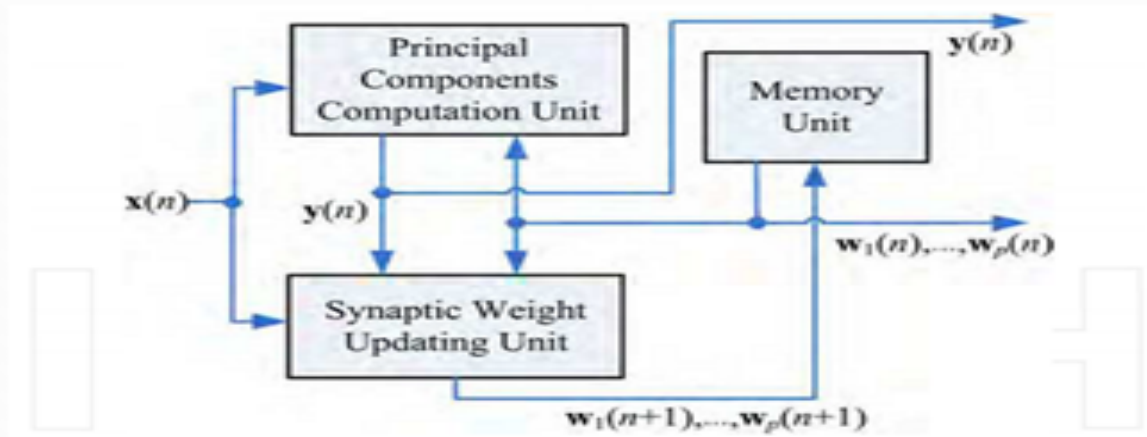 Principal
Components
Computation Unit
y(n)
Memory
Unit
x(n)
y(n)
w₁(n),...,wₚ(n)
Synaptic Weight
Updating Unit
w₁(n+1),...,wₚ(n+1)